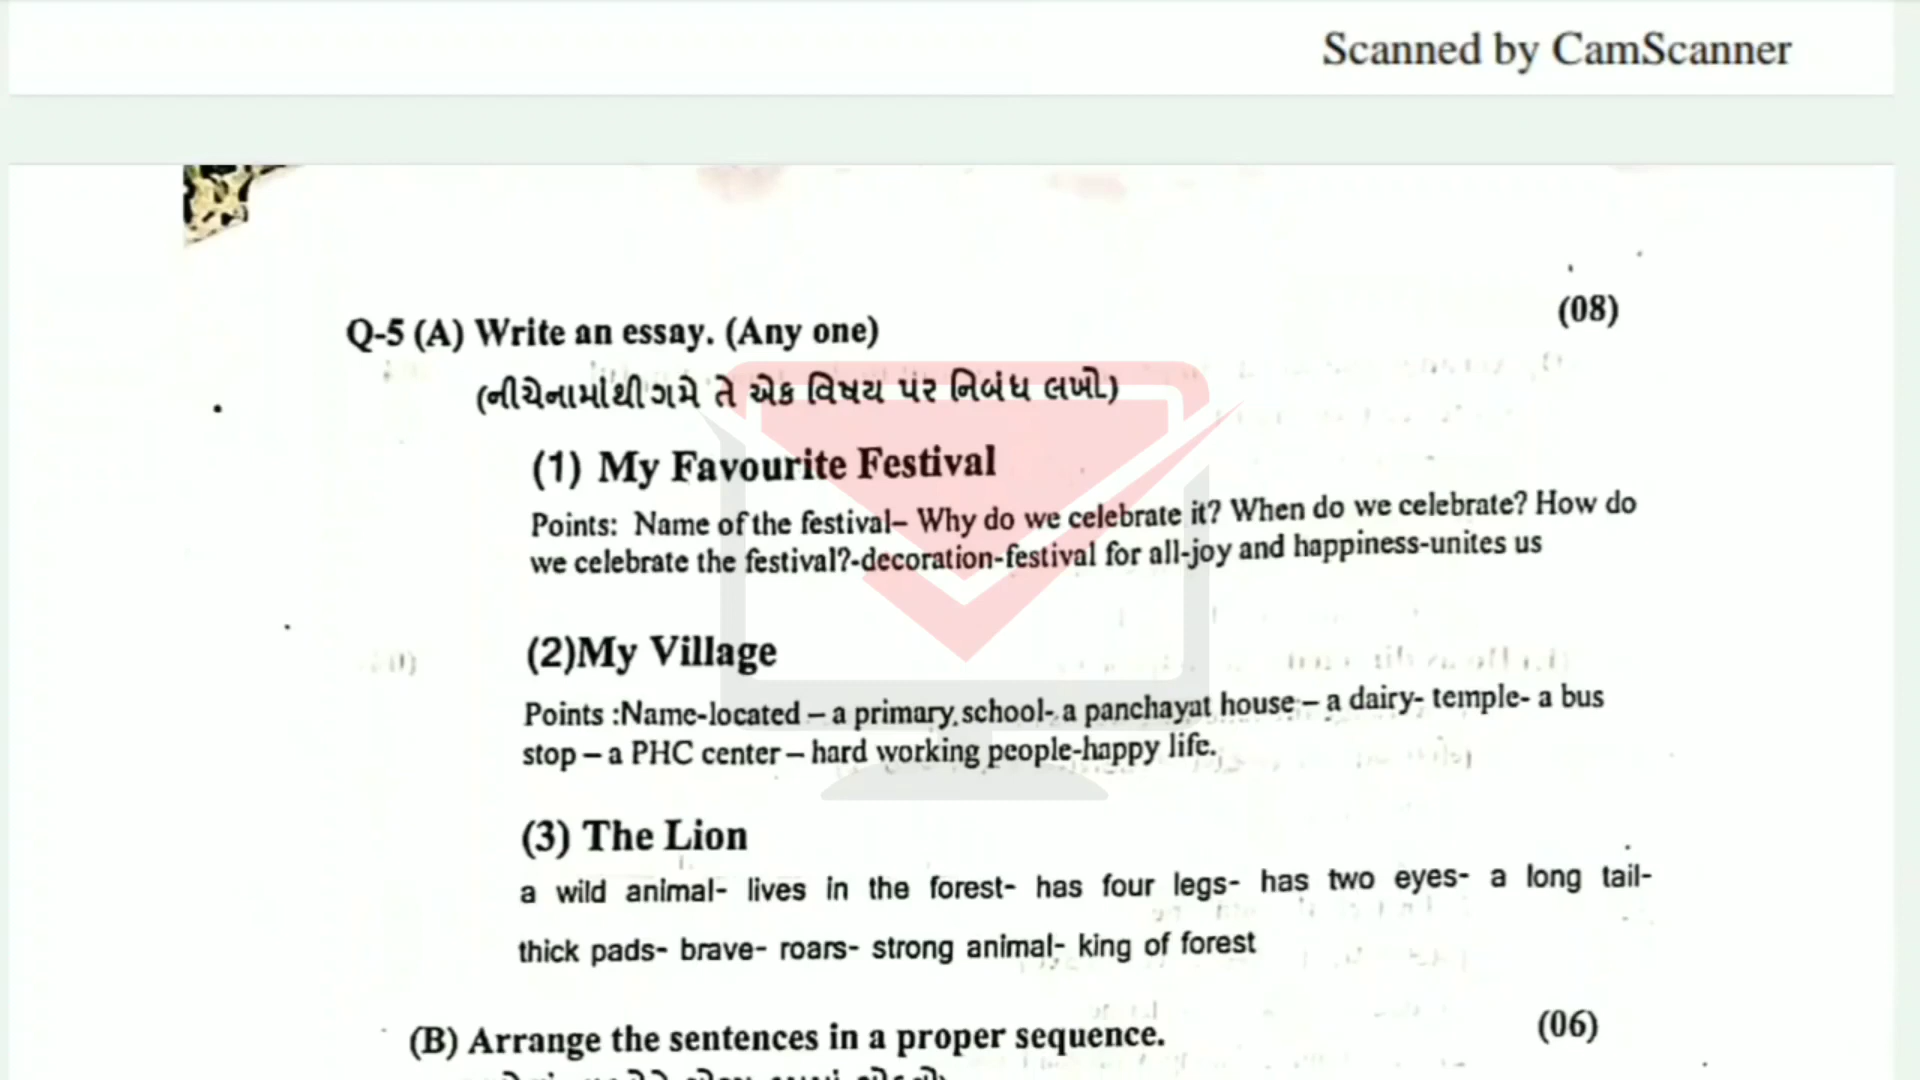 Scanned by CamScanner
(08)
Q-5 (A) Write an essay. (Any one)
(નીચેનામાંથી ગમે તે એક વિષય પર નિબંધ લખો)
(1) My Favourite Festival
Points: Name of the festival– Why do we celebrate it? When do we celebrate? How do
we celebrate the festival?-decoration-festival for all-joy and happiness-unites us
(2)My Village
Points :Name-located – a primary school- a panchayat house – a dairy- temple- a bus
stop – a PHC center – hard working people-happy life.
(3) The Lion
a wild animal- lives in the forest- has four legs- has two eyes- a long tail-
thick pads- brave- roars- strong animal- king of forest
(B) Arrange the sentences in a proper sequence. (06)